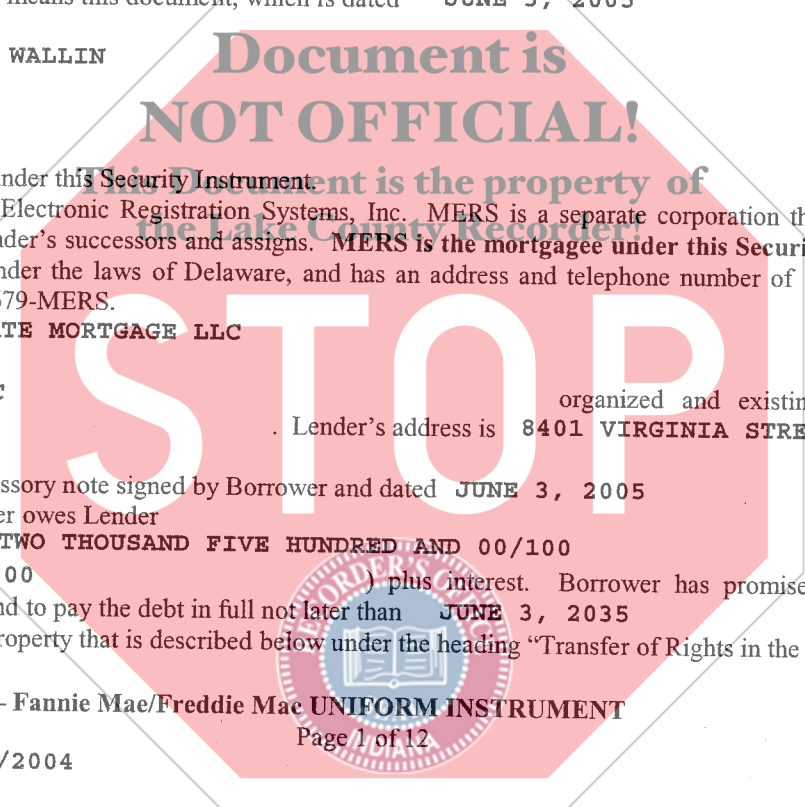 means this document, which is dated JUNE 3, 2005
WALLIN
Document is
NOT OFFICIAL!
nder this Security Instrument.
This Document is the property of
Electronic Registration Systems, Inc. MERS is a separate corporation th
the Lake County Recorder!
nder's successors and assigns. MERS is the mortgagee under this Securi
nder the laws of Delaware, and has an address and telephone number of
679-MERS.
TE MORTGAGE LLC
STOP
C
organized and existin
. Lender's address is 8401 VIRGINIA STRE
ssory note signed by Borrower and dated JUNE 3, 2005
er owes Lender
TWO THOUSAND FIVE HUNDRED AND 00/100
00 ) plus interest. Borrower has promise
nd to pay the debt in full not later than JUNE 3, 2035
roperty that is described below under the heading “Transfer of Rights in the
RECORDER'S OFFICE
INDIANA
– Fannie Mae/Freddie Mac UNIFORM INSTRUMENT
Page 1 of 12
/2004